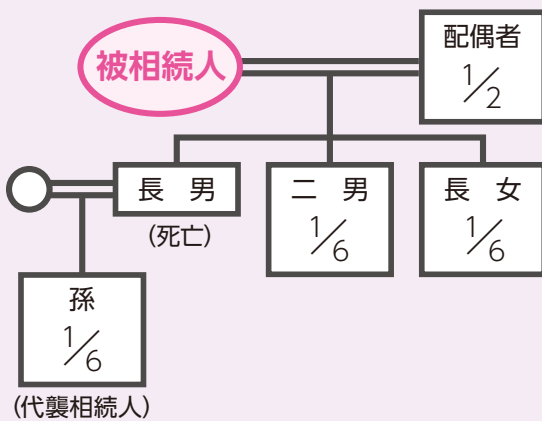 被相続人
配偶者
1/2
長 男
(死亡)
二 男
1/6
長 女
1/6
孫
1/6
(代襲相続人)